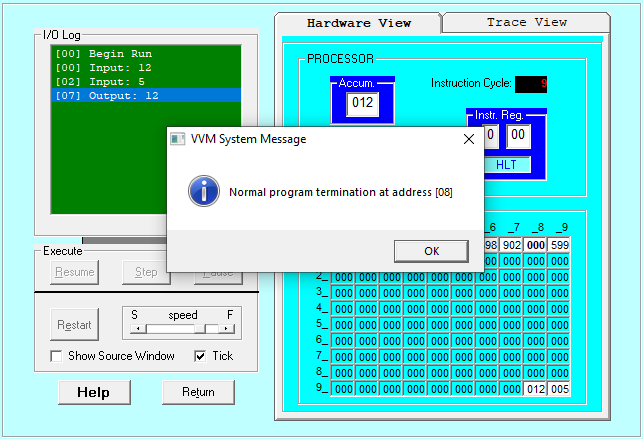 Hardware View
Trace View
I/O Log
[00] Begin Run
[00] Input: 12
[02] Input: 5
[07] Output: 12
PROCESSOR
Accum.
012
Instruction Cycle:
Instr. Reg.
0 00
HLT
VVM System Message
Normal program termination at address [08]
OK
_6 _7 _8 _9
98 902 000 599
000 000 000 000
2_ 000 000 000 000 000 000 000 000 000 000
3_ 000 000 000 000 000 000 000 000 000 000
4_ 000 000 000 000 000 000 000 000 000 000
5_ 000 000 000 000 000 000 000 000 000 000
6_ 000 000 000 000 000 000 000 000 000 000
7_ 000 000 000 000 000 000 000 000 000 000
8_ 000 000 000 000 000 000 000 000 000 000
9_ 000 000 000 000 000 000 000 000 012 005
Execute
Resume
Step
Pause
Restart
S speed F
Show Source Window
Tick
Help
Return